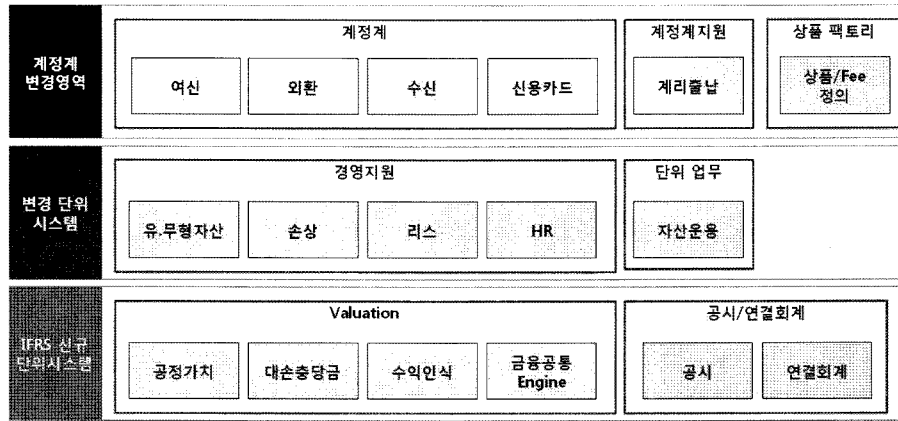 계정계
변경영역
계정계
여신
외환
수신
신용카드
계정계지원
계리출납
상품 팩토리
상품/Fee
정의
변경 단위
시스템
경영지원
유.무형자산
손상
리스
HR
단위 업무
자산운용
IFRS 신규
단위시스템
Valuation
공정가치
대손충당금
수익인식
금융공통
Engine
공시/연결회계
공시
연결회계